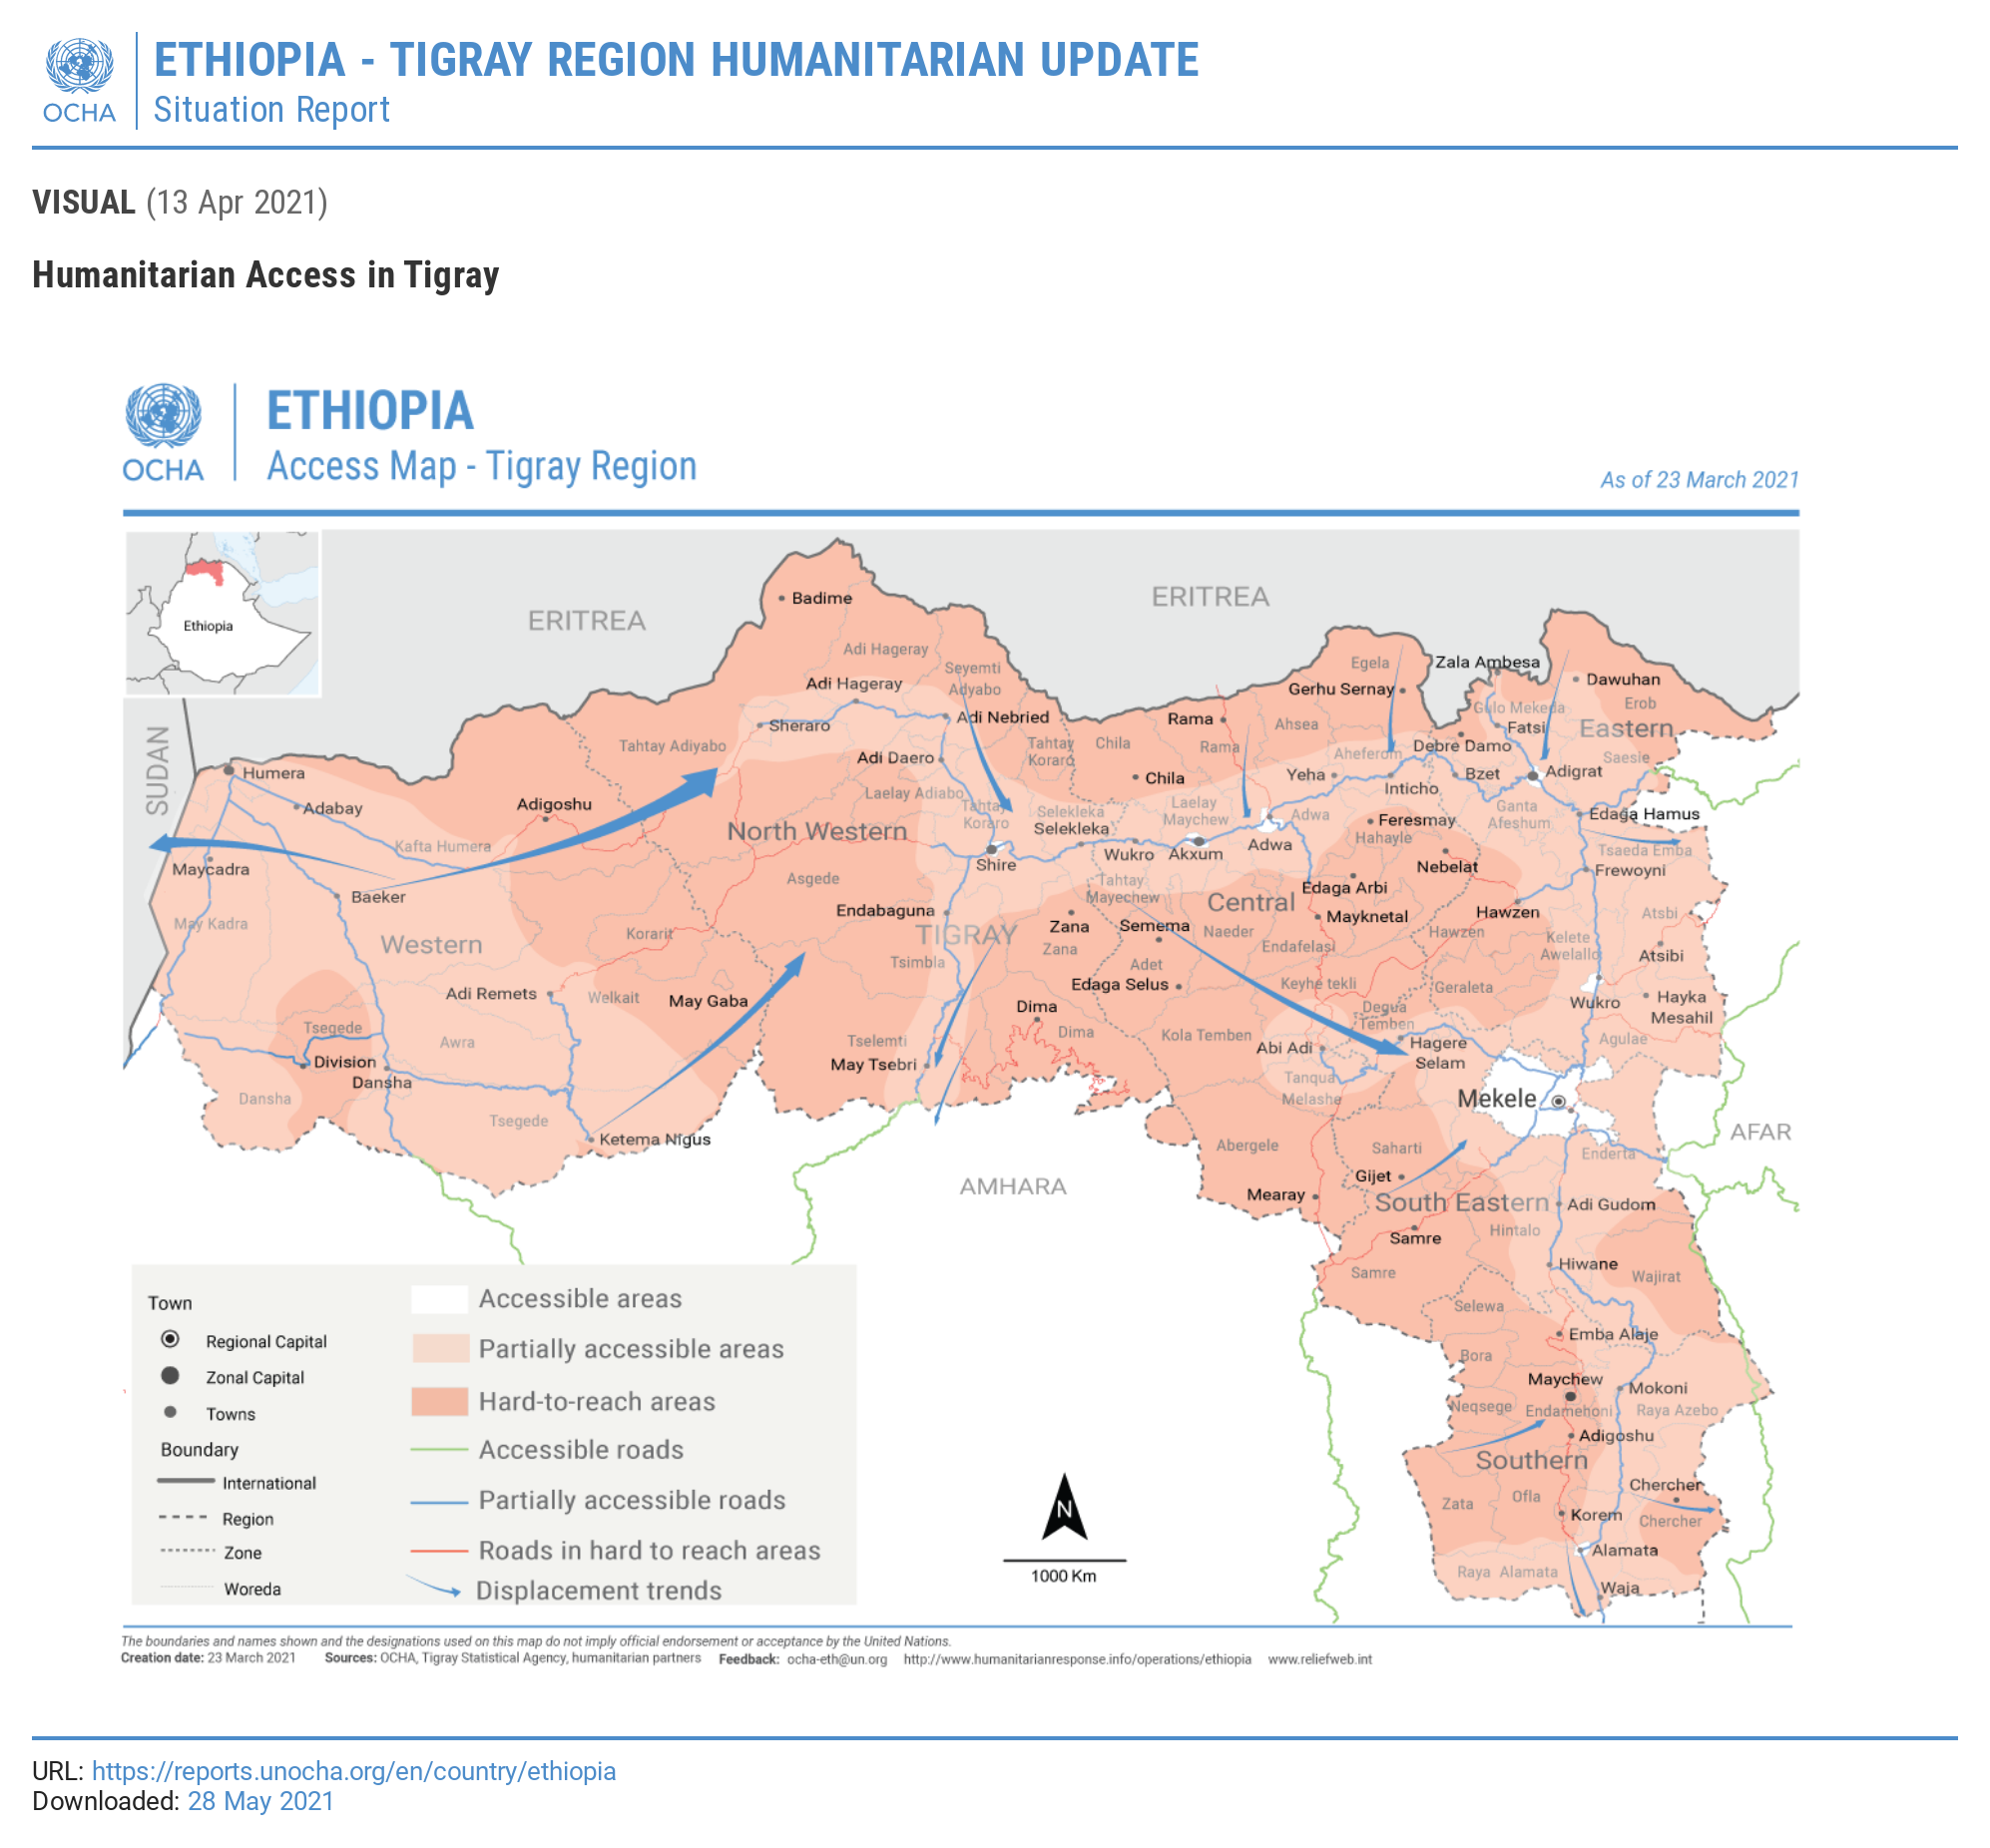 OCHA
ETHIOPIA - TIGRAY REGION HUMANITARIAN UPDATE
Situation Report
VISUAL (13 Apr 2021)
Humanitarian Access in Tigray
OCHA
ETHIOPIA
Access Map - Tigray Region
As of 23 March 2021
Ethiopia
ERITREA
ERITREA
SUDAN
AMHARA
AFAR
Badime
Adi Hageray
Seyemti
Adyabo
Adi Hageray
Sheraro
Adi Nebried
Tahtay Adiyabo
Adi Daero
Laelay Adiabo
Tahtay
Koraro
Tahtay
Koraro
Chila
Chila
Rama
Rama
Ahsea
Egela
Gerhu Sernay
Zala Ambesa
Gulo Mekeda
Fatsi
Dawuhan
Erob
Eastern
Saesie
Aheferom
Debre Damo
Yeha
Inticho
Bzet
Adigrat
Ganta
Afeshum
Edaga Hamus
Tsaeda Emba
Frewoyni
Humera
Adabay
Kafta Humera
Adigoshu
Maycadra
Baeker
May Kadra
Western
North Western
Asgede
Shire
Selekleka
Selekleka
Laelay
Maychew
Wukro
Akxum
Adwa
Adwa
Feresmay
Hahayle
Nebelat
Edaga Arbi
Tahtay
Mayechew
Central
Mayknetal
Hawzen
Hawzen
Endabaguna
TIGRAY
Zana
Zana
Semema
Naeder
Endafelasi
Kelete
Awelallo
Atsbi
Atsibi
Korarit
Tsimbla
Adet
Edaga Selus
Keyhe tekli
Geraleta
Adi Remets
Welkait
May Gaba
Dima
Dima
Degua
Temben
Wukro
Hayka
Mesahil
Tsegede
Awra
Tselemti
Kola Temben
Abi Adi
Hagere
Selam
Agulae
Division
Dansha
Dansha
May Tsebri
Tanqua
Melashe
Mekele
Tsegede
Ketema Nigus
Abergele
Saharti
Enderta
Gijet
Mearay
South Eastern
Adi Gudom
Samre
Hintalo
Samre
Hiwane
Wajirat
Selewa
Emba Alaje
Bora
Maychew
Mokoni
Neqsege
Endamehoni
Raya Azebo
Adigoshu
Southern
Chercher
Zata
Ofla
Korem
Chercher
Alamata
Raya Alamata
Waja
Town
Regional Capital
Zonal Capital
Towns
Boundary
International
Region
Zone
Woreda
Accessible areas
Partially accessible areas
Hard-to-reach areas
Accessible roads
Partially accessible roads
Roads in hard to reach areas
Displacement trends
N
1000 Km
The boundaries and names shown and the designations used on this map do not imply official endorsement or acceptance by the United Nations.
Creation date: 23 March 2021 Sources: OCHA, Tigray Statistical Agency, humanitarian partners Feedback: ocha-eth@un.org http://www.humanitarianresponse.info/operations/ethiopia www.reliefweb.int
URL: https://reports.unocha.org/en/country/ethiopia
Downloaded: 28 May 2021